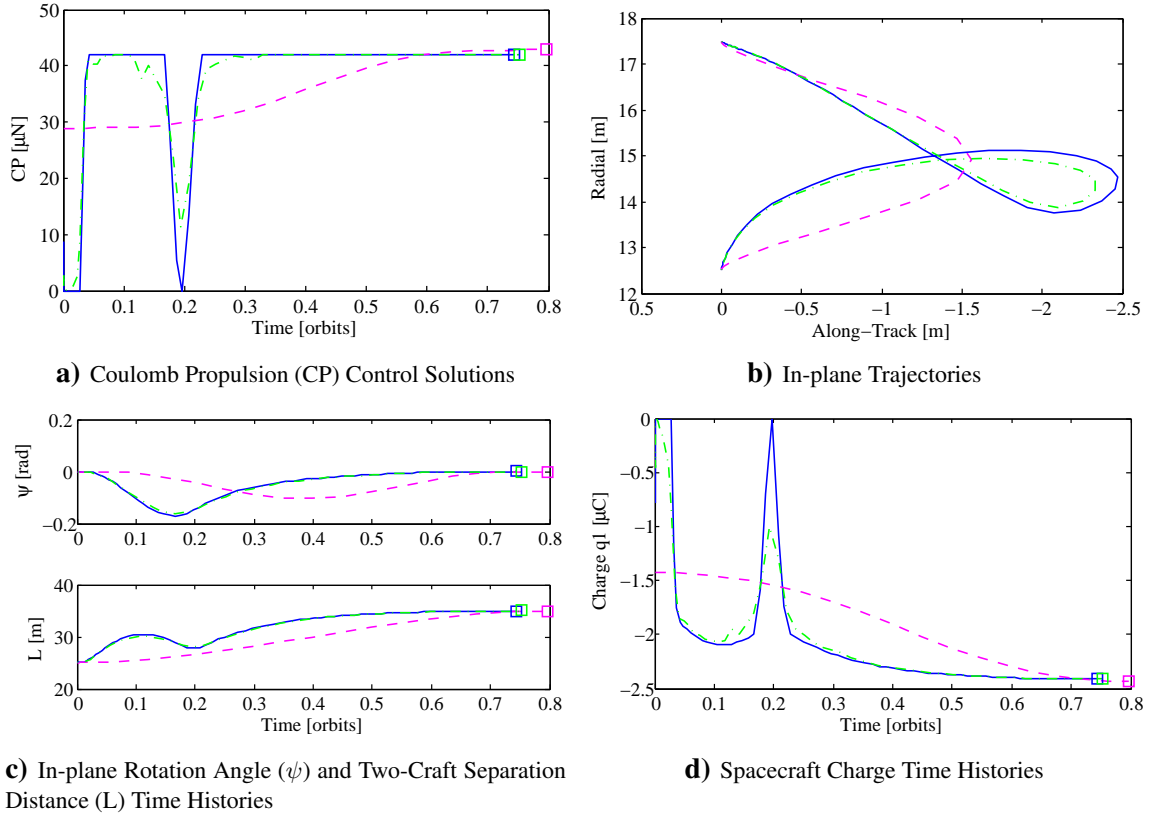 50
40
30
20
10
0
CP [μN]
0 0.1 0.2 0.3 0.4 0.5 0.6 0.7 0.8
Time [orbits]
a) Coulomb Propulsion (CP) Control Solutions
18
17
16
15
14
13
12
Radial [m]
0.5 0 −0.5 −1 −1.5 −2 −2.5
Along−Track [m]
b) In-plane Trajectories
0.2
0
−0.2
ψ [rad]
0 0.1 0.2 0.3 0.4 0.5 0.6 0.7 0.8
40
30
20
L [m]
0 0.1 0.2 0.3 0.4 0.5 0.6 0.7 0.8
Time [orbits]
c) In-plane Rotation Angle (ψ) and Two-Craft Separation
Distance (L) Time Histories
0
−0.5
−1
−1.5
−2
−2.5
Charge q1 [μC]
0 0.1 0.2 0.3 0.4 0.5 0.6 0.7 0.8
Time [orbits]
d) Spacecraft Charge Time Histories